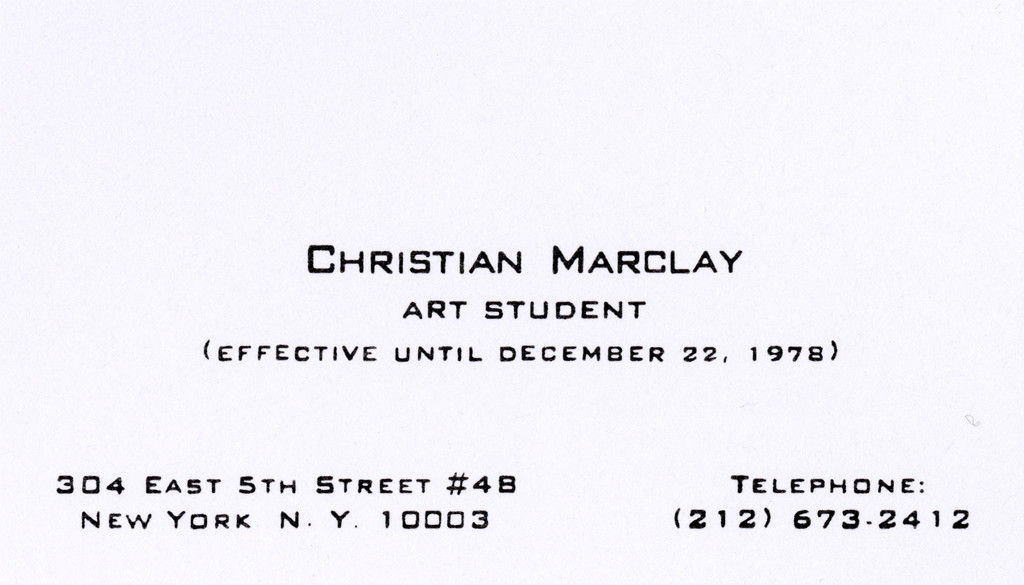 CHRISTIAN MARCLAY
ART STUDENT
(EFFECTIVE UNTIL DECEMBER 22, 1978)
304 EAST 5TH STREET #4B
NEW YORK N. Y. 10003
TELEPHONE:
(212) 673-2412